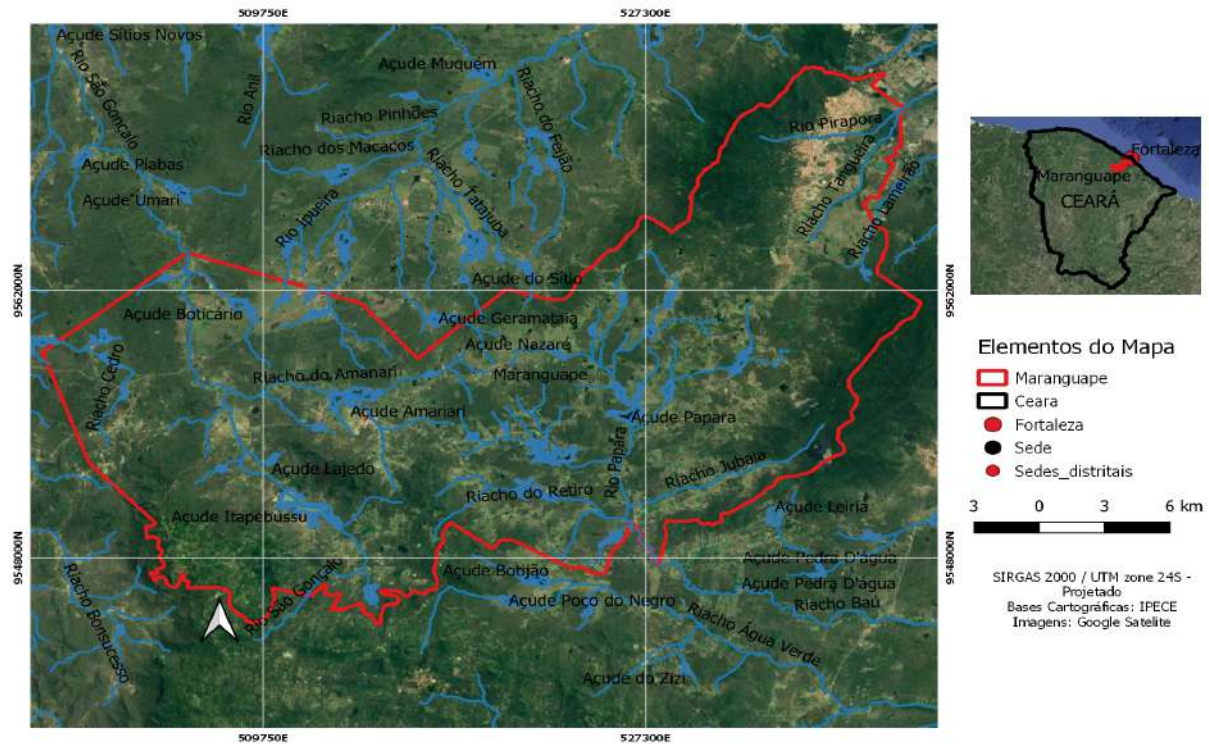 509750E
527300E
Açude Sítios Novos
Rio São Gonçalo
Rio Anil
Açude Muquém
Riacho Pinhões
Riacho do Feijão
Rio Pirapora
Riacho dos Macacos
Açude Piabas
Riacho Tatajuba
Riacho Tangueira
Riacho Lameirão
Açude Umari
Rio Ipueira
Açude do Sítio
9562000N
9562000N
Açude Boticário
Açude Geramataia
Açude Nazaré
Riacho Cedro
Riacho do Amanari
Maranguape
Açude Amanari
Açude Papara
Rio Papara
Açude Lajedo
Riacho Jubaia
Riacho do Retiro
Açude Itapebussu
Açude Leiria
9548000N
9548000N
Açude Pedra D'água
Açude Bobjão
Açude Pedra D'água
Riacho Bonsucesso
Rio São Gonçalo
Açude Poço do Negro
Riacho Baú
Riacho Água Verde
Açude do Zizi
509750E
527300E
Fortaleza
Maranguape
CEARÁ
Elementos do Mapa
Maranguape
Ceara
Fortaleza
Sede
Sedes_distritais
3 0 3 6 km
SIRGAS 2000 / UTM zone 24S -
Projetado
Bases Cartográficas: IPECE
Imagens: Google Satelite